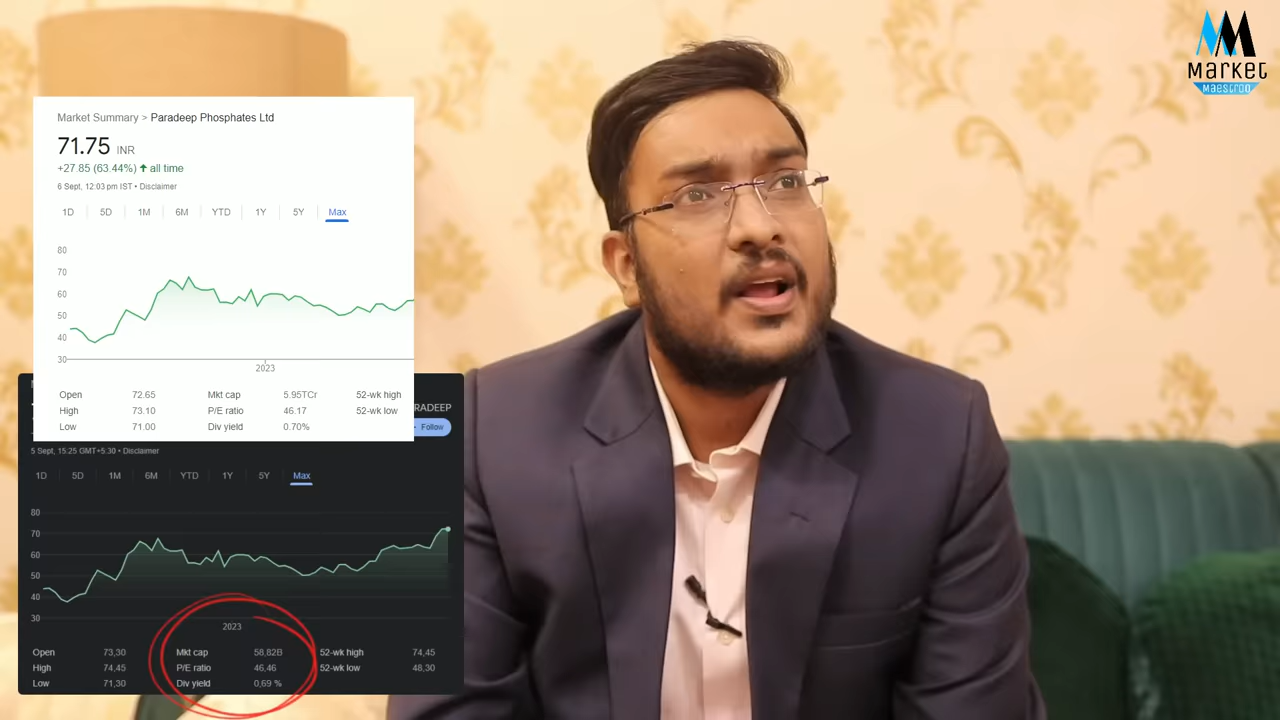 MM
Market
Maestroo
Market Summary > Paradeep Phosphates Ltd
71.75 INR
+27.85 (63.44%) ↑ all time
6 Sept, 12:03 pm IST • Disclaimer
1D 5D 1M 6M YTD 1Y 5Y Max
80
70
60
50
40
30
2023
Open 72.65 Mkt cap 5.95TCr 52-wk high
High 73.10 P/E ratio 46.17 52-wk low
Low 71.00 Div yield 0.70%
RADEEP
Follow
5 Sept, 15:25 GMT+5:30 • Disclaimer
1D 5D 1M 6M YTD 1Y 5Y Max
80
70
60
50
40
30
2023
Open 73,30 Mkt cap 58,82B 52-wk high 74,45
High 74,45 P/E ratio 46,46 52-wk low 48,30
Low 71,30 Div yield 0,69 %